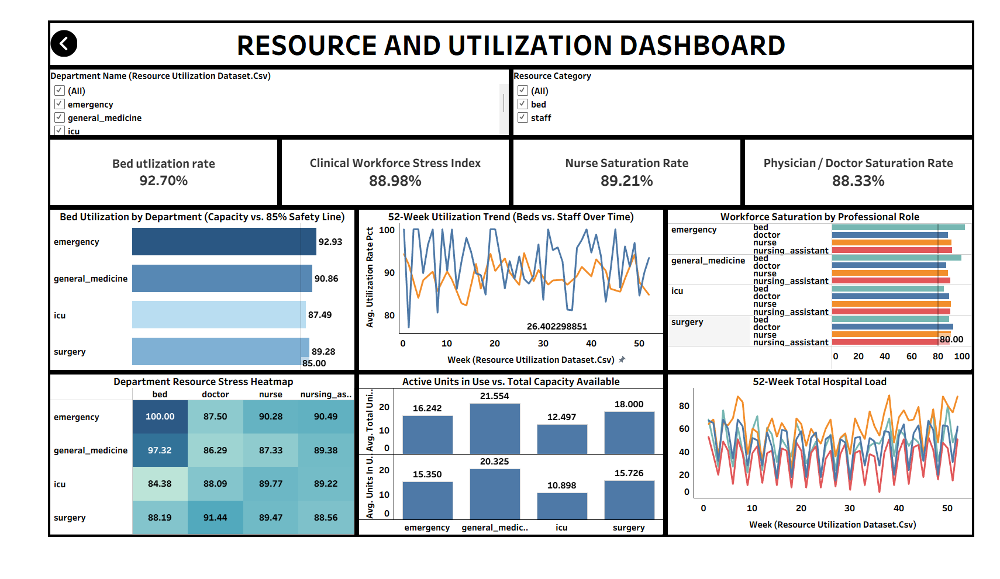 RESOURCE AND UTILIZATION DASHBOARD
Department Name (Resource Utilization Dataset.Csv)
(All)
emergency
general_medicine
icu
Resource Category
(All)
bed
staff
Bed utlization rate
92.70%
Clinical Workforce Stress Index
88.98%
Nurse Saturation Rate
89.21%
Physician / Doctor Saturation Rate
88.33%
Bed Utilization by Department (Capacity vs. 85% Safety Line)
emergency 92.93
general_medicine 90.86
icu 87.49
surgery 89.28
85.00
52-Week Utilization Trend (Beds vs. Staff Over Time)
Avg. Utilization Rate Pct
100
90
80
26.402298851
0 10 20 30 40 50
Week (Resource Utilization Dataset.Csv)
Workforce Saturation by Professional Role
emergency bed
doctor
nurse
nursing_assistant
general_medicine bed
doctor
nurse
nursing_assistant
icu bed
doctor
nurse
nursing_assistant
surgery bed
doctor
nurse
nursing_assistant
80.00
0 20 40 60 80 100
Department Resource Stress Heatmap
bed doctor nurse nursing_as..
emergency 100.00 87.50 90.28 90.49
general_medicine 97.32 86.29 87.33 89.38
icu 84.38 88.09 89.77 89.22
surgery 88.19 91.44 89.47 88.56
Active Units in Use vs. Total Capacity Available
Avg. Total Uni..
20
10
0
16.242 21.554 12.497 18.000
Avg. Units In U..
20
10
0
15.350 20.325 10.898 15.726
emergency general_medic.. icu surgery
52-Week Total Hospital Load
80
60
40
20
0
0 10 20 30 40 50
Week (Resource Utilization Dataset.Csv)